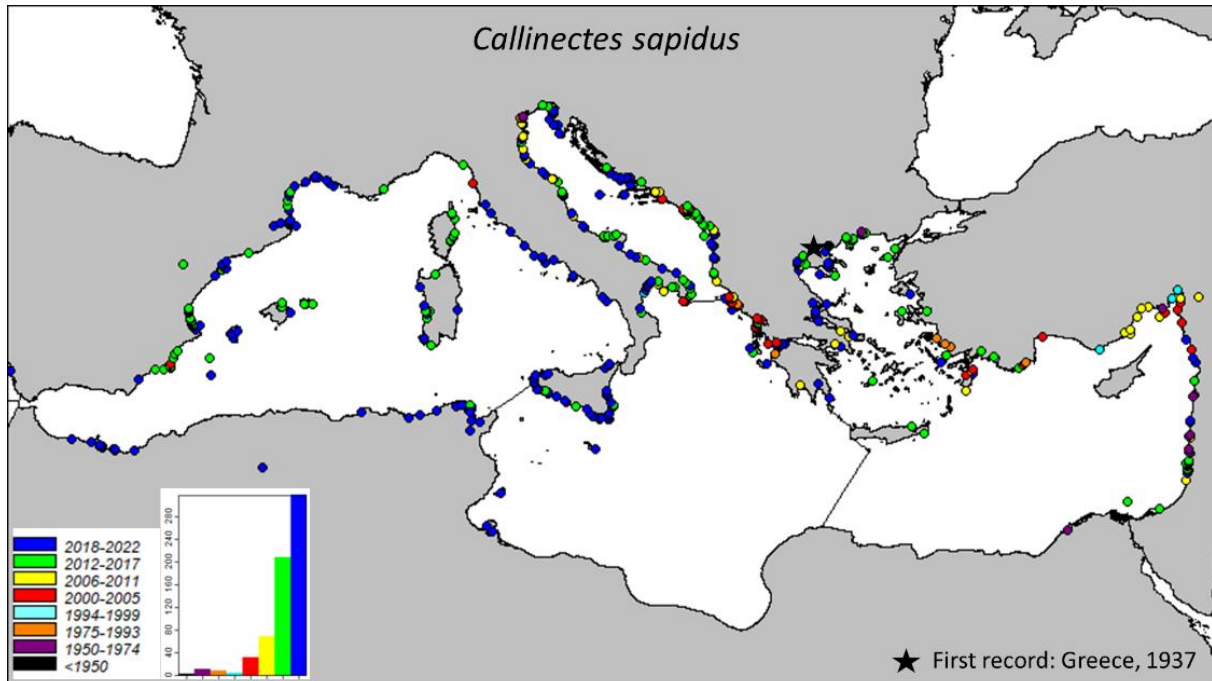 Callinectes sapidus
2018-2022
2012-2017
2006-2011
2000-2005
1994-1999
1975-1993
1950-1974
<1950
0 40 80 120 160 200 240 280
First record: Greece, 1937